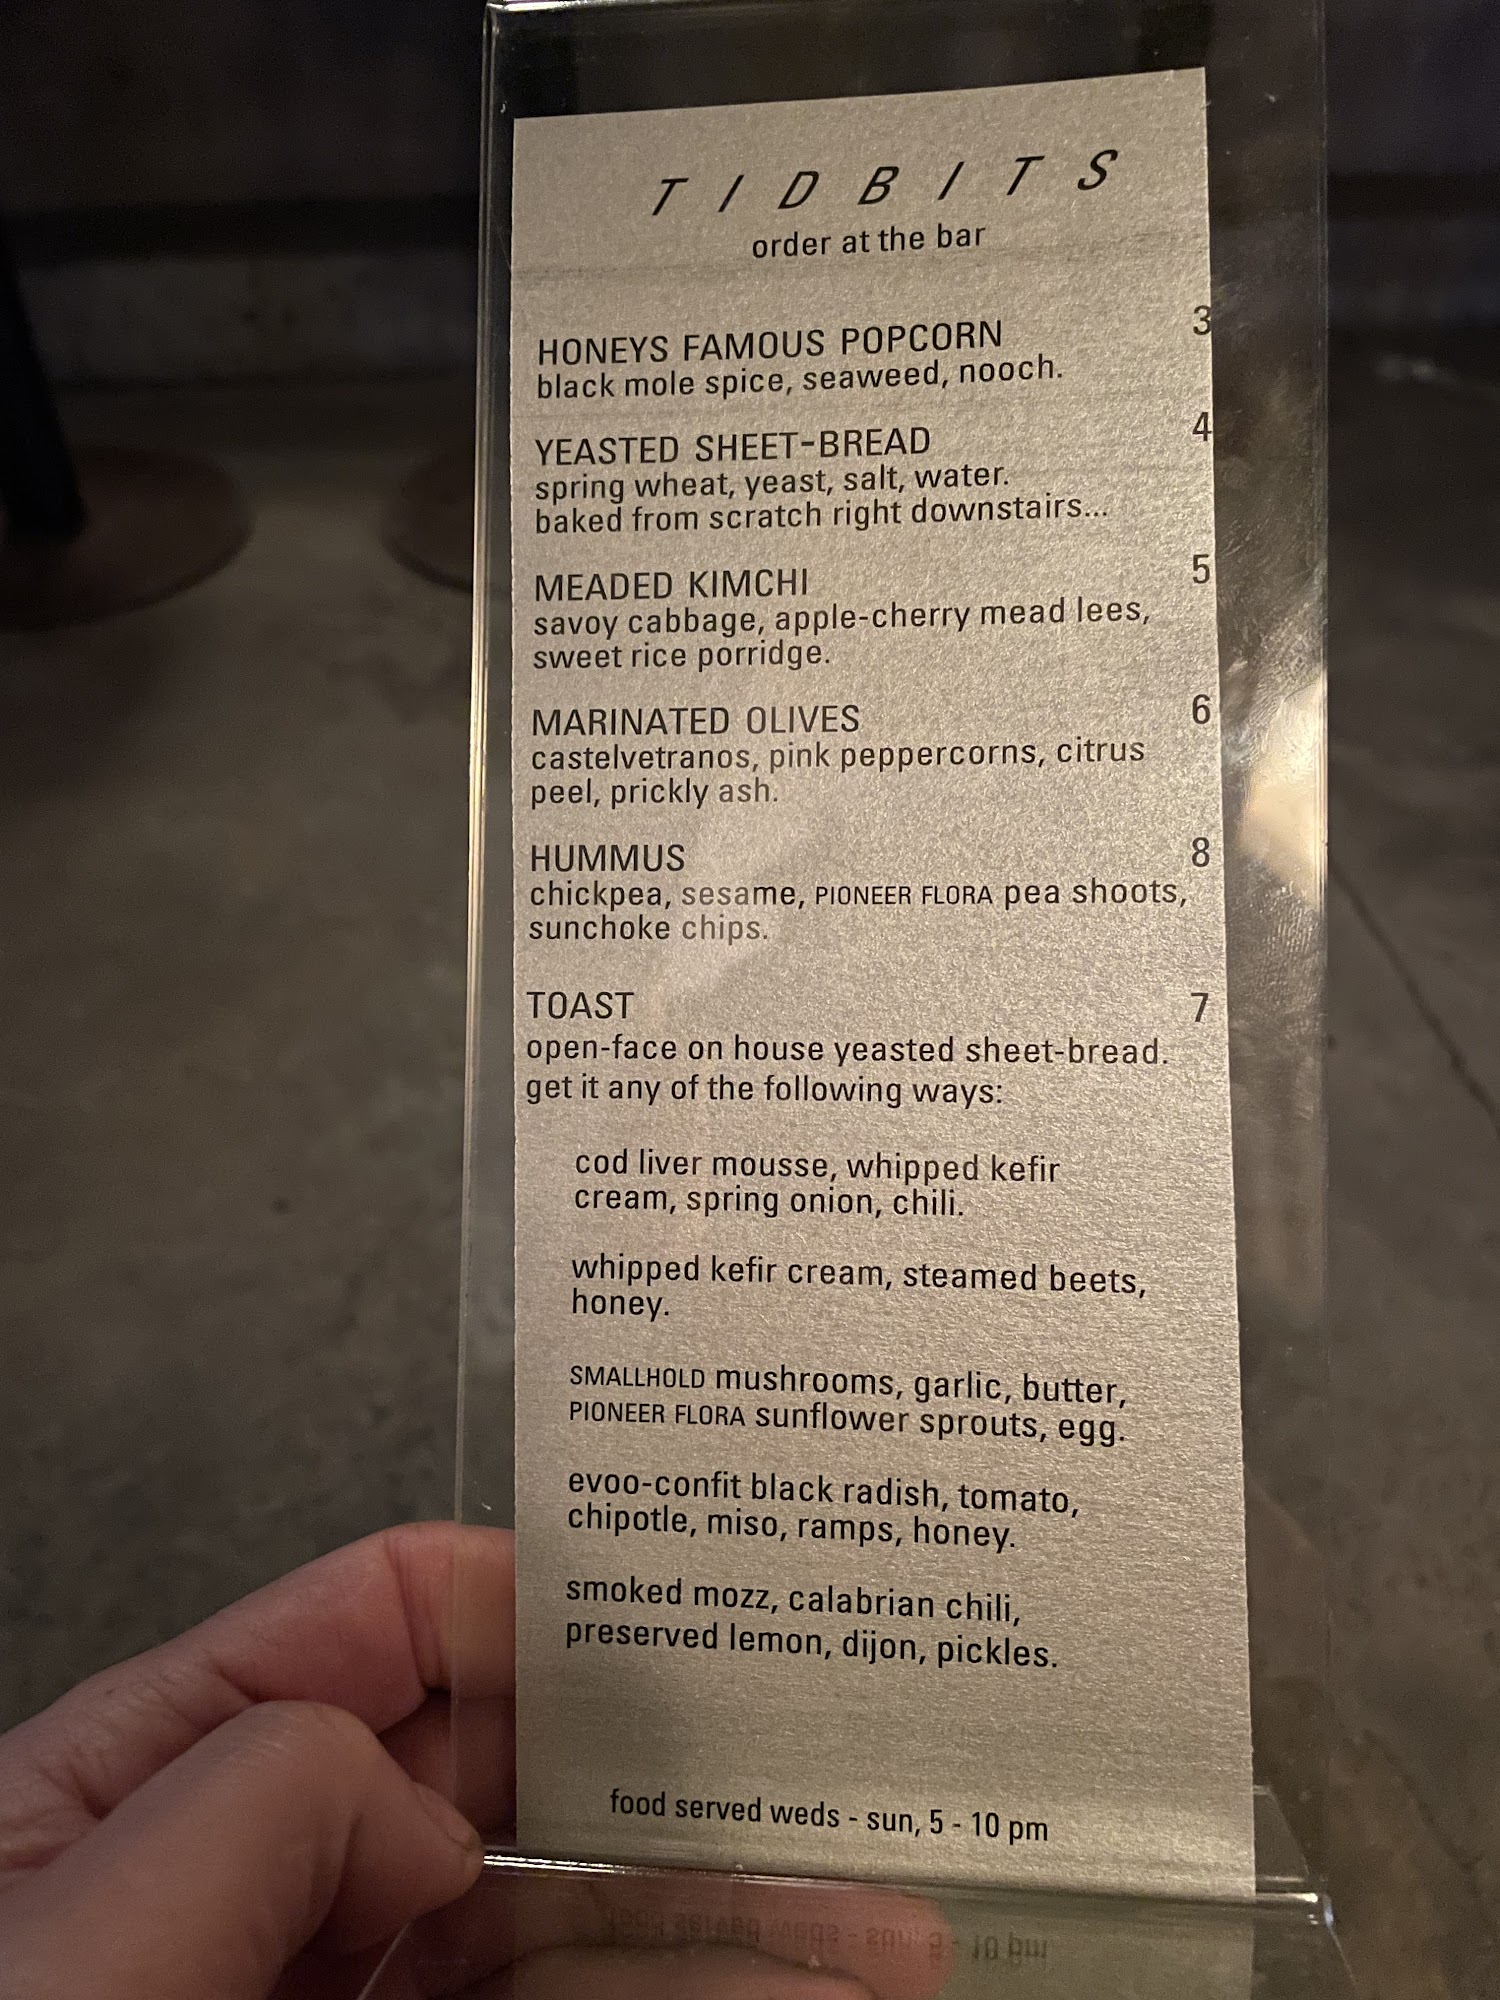 TIDBITS
order at the bar
HONEYS FAMOUS POPCORN 3
black mole spice, seaweed, nooch.
YEASTED SHEET-BREAD 4
spring wheat, yeast, salt, water.
baked from scratch right downstairs...
MEADED KIMCHI 5
savoy cabbage, apple-cherry mead lees,
sweet rice porridge.
MARINATED OLIVES 6
castelvetranos, pink peppercorns, citrus
peel, prickly ash.
HUMMUS 8
chickpea, sesame, PIONEER FLORA pea shoots,
sunchoke chips.
TOAST 7
open-face on house yeasted sheet-bread.
get it any of the following ways:
cod liver mousse, whipped kefir
cream, spring onion, chili.
whipped kefir cream, steamed beets,
honey.
SMALLHOLD mushrooms, garlic, butter,
PIONEER FLORA sunflower sprouts, egg.
evoo-confit black radish, tomato,
chipotle, miso, ramps, honey.
smoked mozz, calabrian chili,
preserved lemon, dijon, pickles.
food served weds - sun, 5 - 10 pm